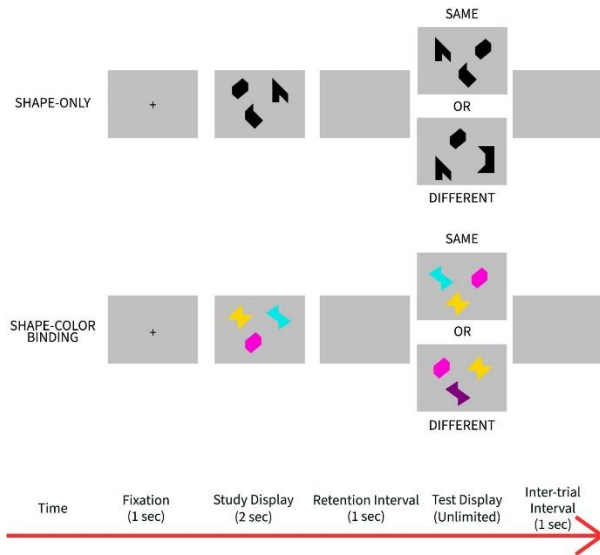 SAME
SHAPE-ONLY
+
OR
DIFFERENT
SAME
SHAPE-COLOR
BINDING
+
OR
DIFFERENT
Time
Fixation
(1 sec)
Study Display
(2 sec)
Retention Interval
(1 sec)
Test Display
(Unlimited)
Inter-trial
Interval
(1 sec)